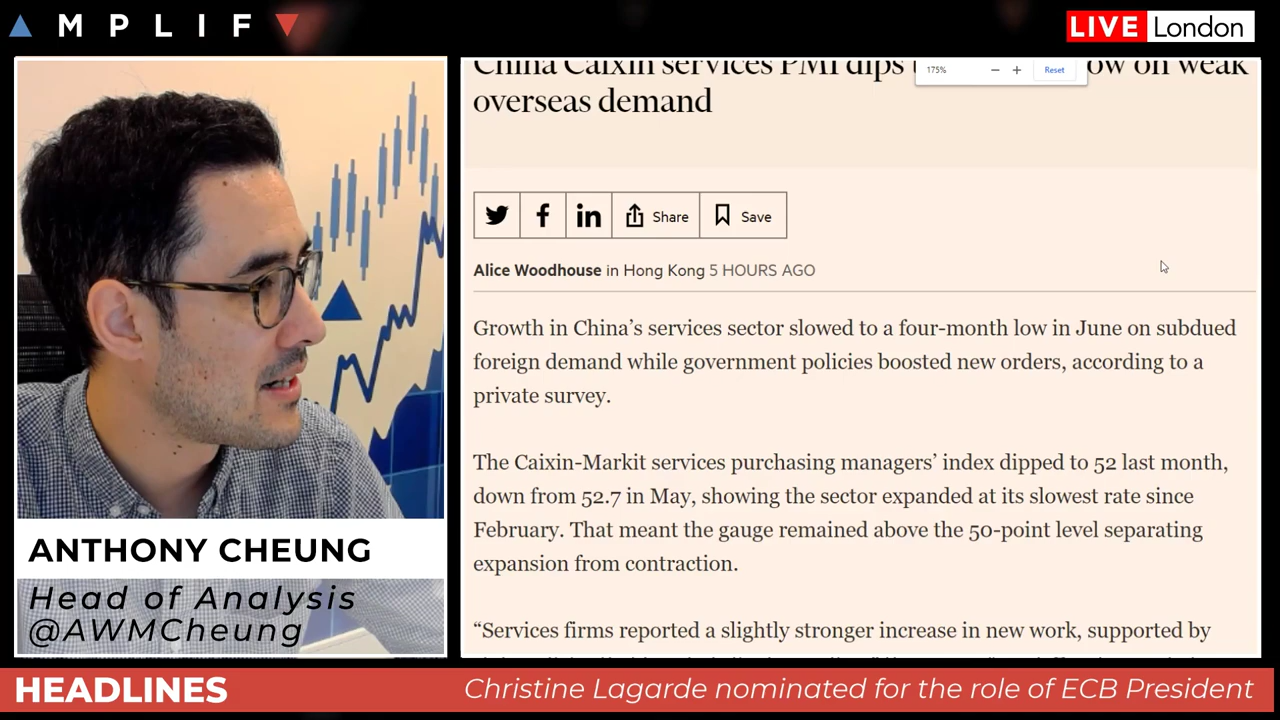 MPLIF
LIVE London
China Caixin services PMI dips
ow on weak
175%
Reset
overseas demand
Share
Save
Alice Woodhouse in Hong Kong 5 HOURS AGO
Growth in China’s services sector slowed to a four-month low in June on subdued
foreign demand while government policies boosted new orders, according to a
private survey.
The Caixin-Markit services purchasing managers’ index dipped to 52 last month,
down from 52.7 in May, showing the sector expanded at its slowest rate since
February. That meant the gauge remained above the 50-point level separating
expansion from contraction.
“Services firms reported a slightly stronger increase in new work, supported by
ANTHONY CHEUNG
Head of Analysis
@AWMCheung
HEADLINES
Christine Lagarde nominated for the role of ECB President